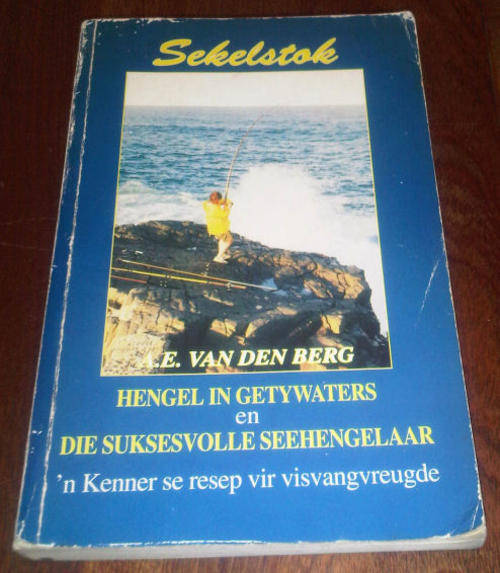 Sekelstok
A.E. VAN DEN BERG
HENGEL IN GETYWATERS
en
DIE SUKSESVOLLE SEEHENGELAAR
'n Kenner se resep vir visvangvreugde